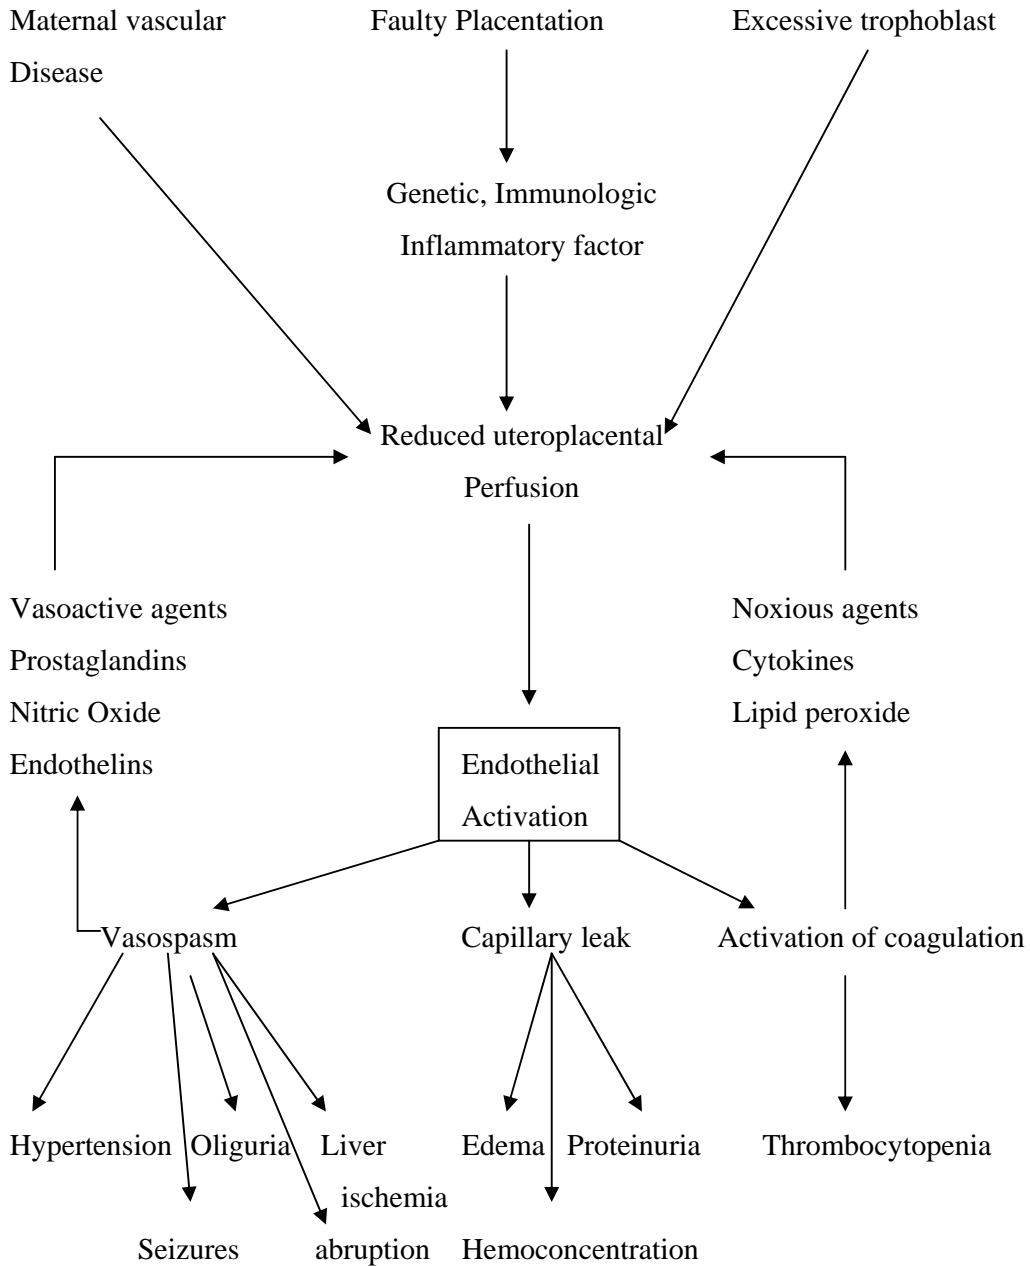 Maternal vascular
Disease
Faulty Placentation
Excessive trophoblast
Genetic, Immunologic
Inflammatory factor
Reduced uteroplacental
Perfusion
Vasoactive agents
Prostaglandins
Nitric Oxide
Endothelins
Noxious agents
Cytokines
Lipid peroxide
Endothelial
Activation
Vasospasm
Capillary leak
Activation of coagulation
Hypertension
Oliguria
Liver
ischemia
Seizures
abruption
Edema
Proteinuria
Hemoconcentration
Thrombocytopenia